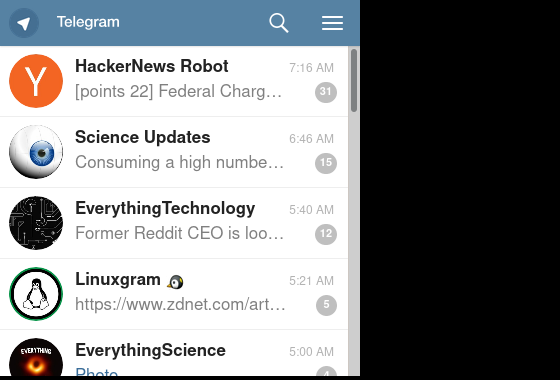 Telegram
Y
HackerNews Robot 7:16 AM
[points 22] Federal Charg... 31
Science Updates 6:46 AM
Consuming a high numbe... 15
EverythingTechnology 5:40 AM
Former Reddit CEO is loo... 12
Linuxgram 🐧 5:21 AM
https://www.zdnet.com/art... 5
EVERYTHING
EverythingScience 5:00 AM
Photo 4